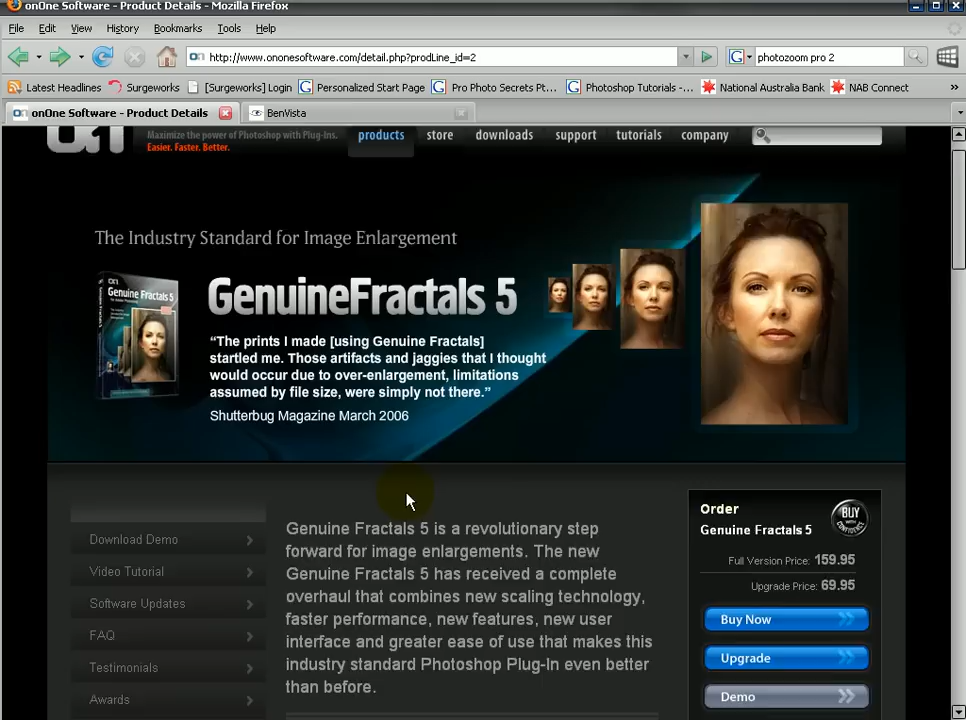 onOne Software - Product Details - Mozilla Firefox
File Edit View History Bookmarks Tools Help
http://www.ononesoftware.com/detail.php?prodLine_id=2
photozoom pro 2
Latest Headlines Surgeworks [Surgeworks] Login Personalized Start Page Pro Photo Secrets Pt... Photoshop Tutorials -... National Australia Bank NAB Connect »
onOne Software - Product Details BenVista
Maximize the power of Photoshop with Plug-Ins.
Easier. Faster. Better.
products store downloads support tutorials company
The Industry Standard for Image Enlargement
Genuine Fractals 5
GenuineFractals 5
“The prints I made [using Genuine Fractals]
startled me. Those artifacts and jaggies that I thought
would occur due to over-enlargement, limitations
assumed by file size, were simply not there.”
Shutterbug Magazine March 2006
Download Demo
Video Tutorial
Software Updates
FAQ
Testimonials
Awards
Genuine Fractals 5 is a revolutionary step
forward for image enlargements. The new
Genuine Fractals 5 has received a complete
overhaul that combines new scaling technology,
faster performance, new features, new user
interface and greater ease of use that makes this
industry standard Photoshop Plug-In even better
than before.
Order
Genuine Fractals 5
BUY
WITH
CONFIDENCE
Full Version Price: 159.95
Upgrade Price: 69.95
Buy Now
Upgrade
Demo